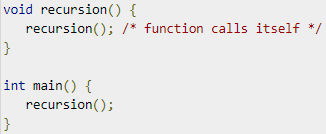 void recursion() {
   recursion(); /* function calls itself */
}

int main() {
   recursion();
}